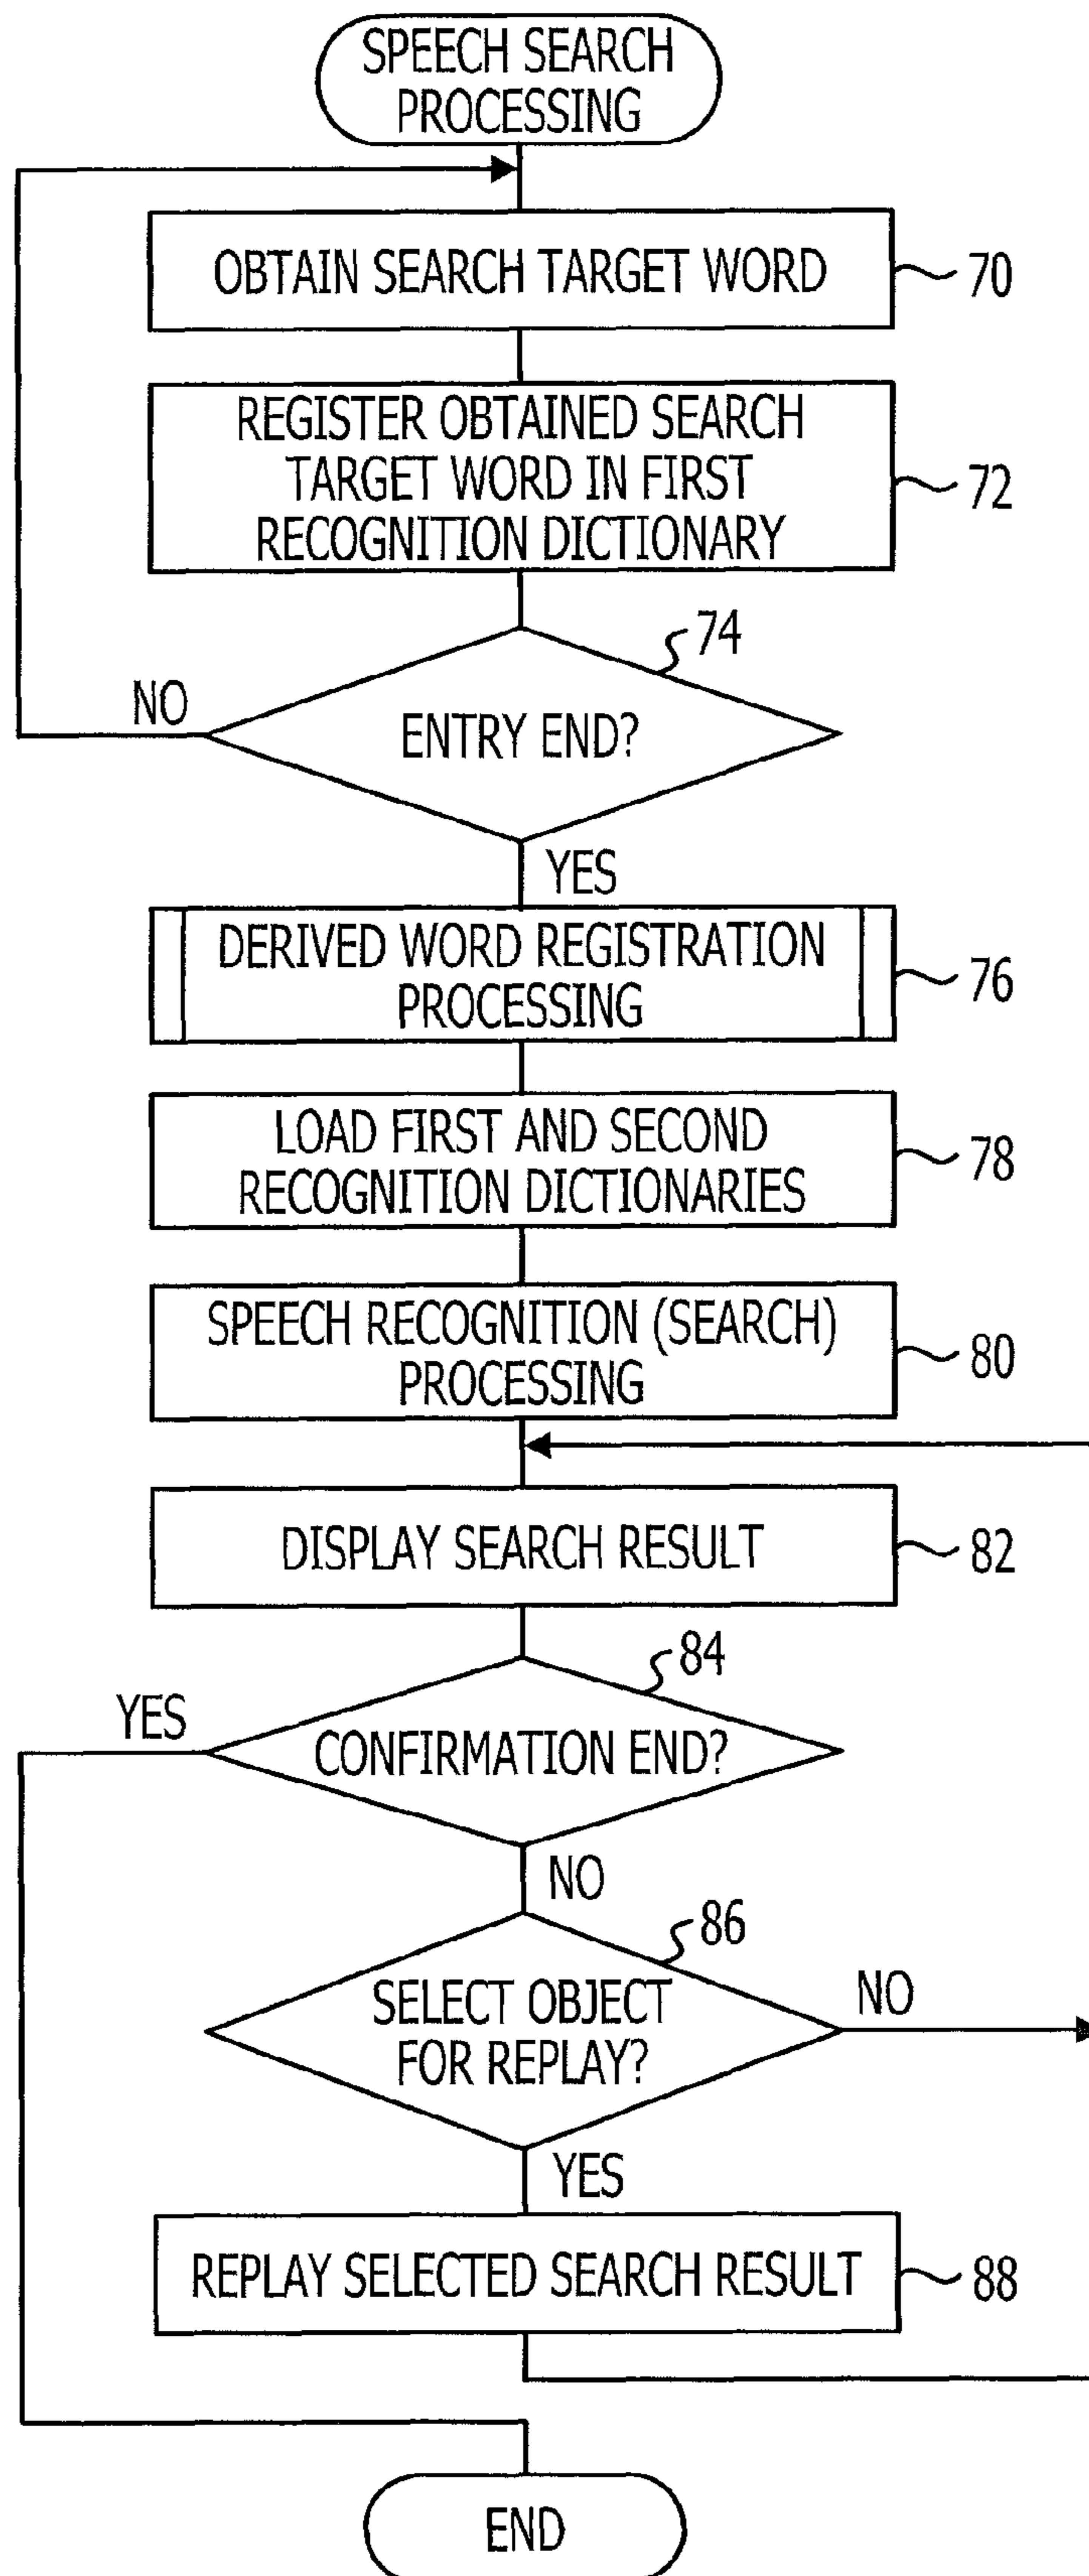 SPEECH SEARCH
PROCESSING
OBTAIN SEARCH TARGET WORD
70
REGISTER OBTAINED SEARCH
TARGET WORD IN FIRST
RECOGNITION DICTIONARY
72
74
ENTRY END?
NO
YES
DERIVED WORD REGISTRATION
PROCESSING
76
LOAD FIRST AND SECOND
RECOGNITION DICTIONARIES
78
SPEECH RECOGNITION (SEARCH)
PROCESSING
80
DISPLAY SEARCH RESULT
82
84
YES
CONFIRMATION END?
NO
86
SELECT OBJECT
FOR REPLAY?
NO
YES
REPLAY SELECTED SEARCH RESULT
88
END